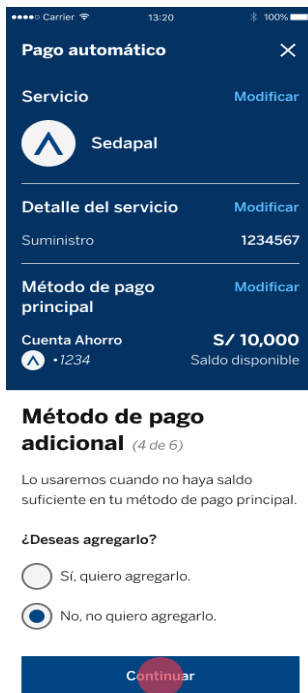 Carrier 13:20 100%
Pago automático
Servicio Modificar
Sedapal
Detalle del servicio Modificar
Suministro 1234567
Método de pago Modificar
principal
Cuenta Ahorro S/ 10,000
•1234 Saldo disponible
Método de pago
adicional (4 de 6)
Lo usaremos cuando no haya saldo
suficiente en tu método de pago principal.
¿Deseas agregarlo?
Sí, quiero agregarlo.
No, no quiero agregarlo.
Continuar